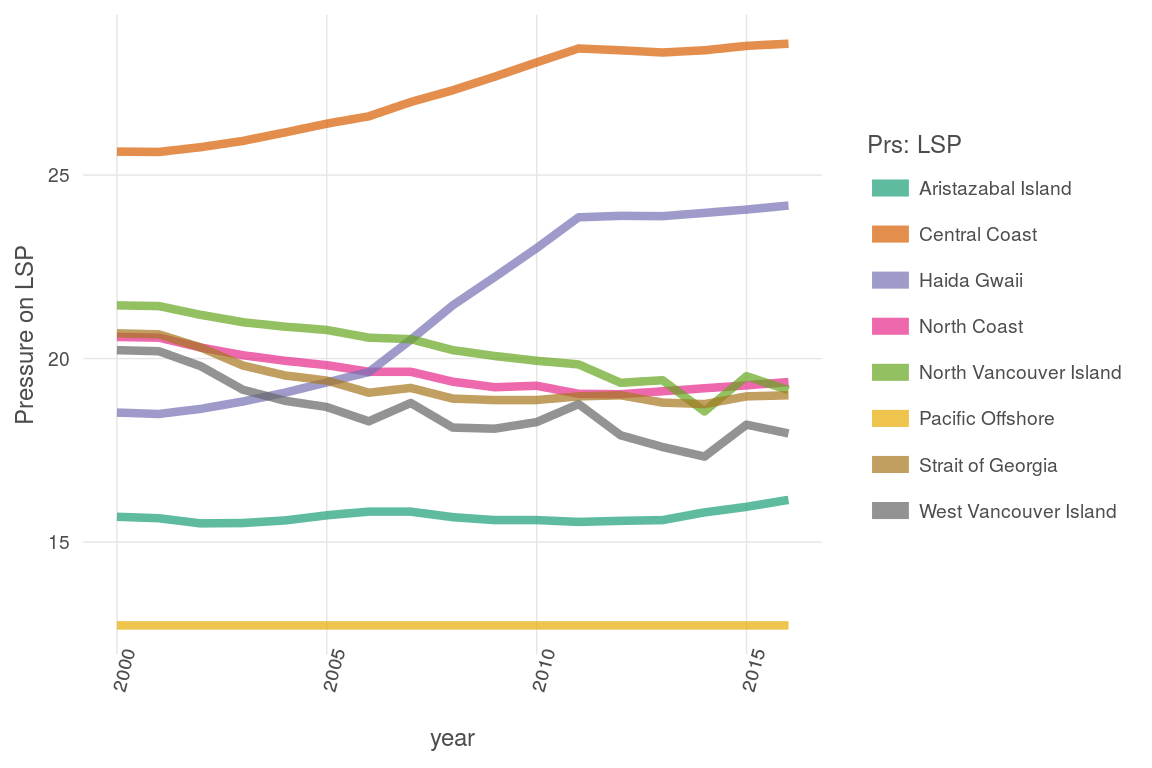 Pressure on LSP
25
20
15
2000
2005
2010
2015
year
Prs: LSP
Aristazabal Island
Central Coast
Haida Gwaii
North Coast
North Vancouver Island
Pacific Offshore
Strait of Georgia
West Vancouver Island